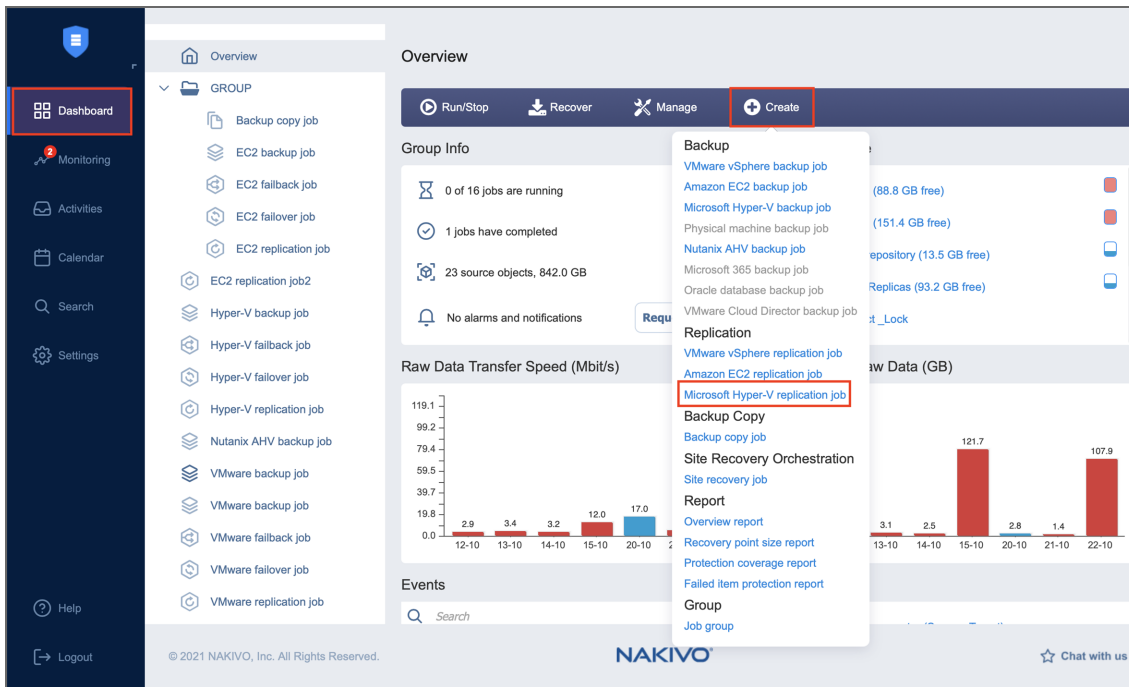 Dashboard
2
Monitoring
Activities
Calendar
Search
Settings
Help
Logout
Overview
GROUP
Backup copy job
EC2 backup job
EC2 failback job
EC2 failover job
EC2 replication job
EC2 replication job2
Hyper-V backup job
Hyper-V failback job
Hyper-V failover job
Hyper-V replication job
Nutanix AHV backup job
VMware backup job
VMware backup job
VMware failback job
VMware failover job
VMware replication job
Overview
Run/Stop
Recover
Manage
Create
Group Info
0 of 16 jobs are running
1 jobs have completed
23 source objects, 842.0 GB
No alarms and notifications
Requ
Backup
VMware vSphere backup job
Amazon EC2 backup job
Microsoft Hyper-V backup job
Physical machine backup job
Nutanix AHV backup job
Microsoft 365 backup job
Oracle database backup job
VMware Cloud Director backup job
Replication
VMware vSphere replication job
Amazon EC2 replication job
Microsoft Hyper-V replication job
Backup Copy
Backup copy job
Site Recovery Orchestration
Site recovery job
Report
Overview report
Recovery point size report
Protection coverage report
Failed item protection report
Group
Job group
(88.8 GB free)
(151.4 GB free)
epository (13.5 GB free)
Replicas (93.2 GB free)
ct _Lock
Raw Data Transfer Speed (Mbit/s)
119.1
99.2
79.4
59.5
39.7
19.8
0.0
2.9 3.4 3.2 12.0 17.0
12-10 13-10 14-10 15-10 20-10 2
aw Data (GB)
3.1 2.5 121.7 2.8 1.4 107.9
13-10 14-10 15-10 20-10 21-10 22-10
Events
Search
© 2021 NAKIVO, Inc. All Rights Reserved.
NAKIVO
Chat with us